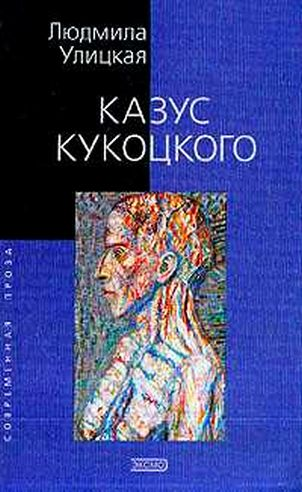 Людмила
Улицкая
КАЗУС
КУКОЦКОГО
СОВРЕМЕННАЯ ПРОЗА
ЭКСМО